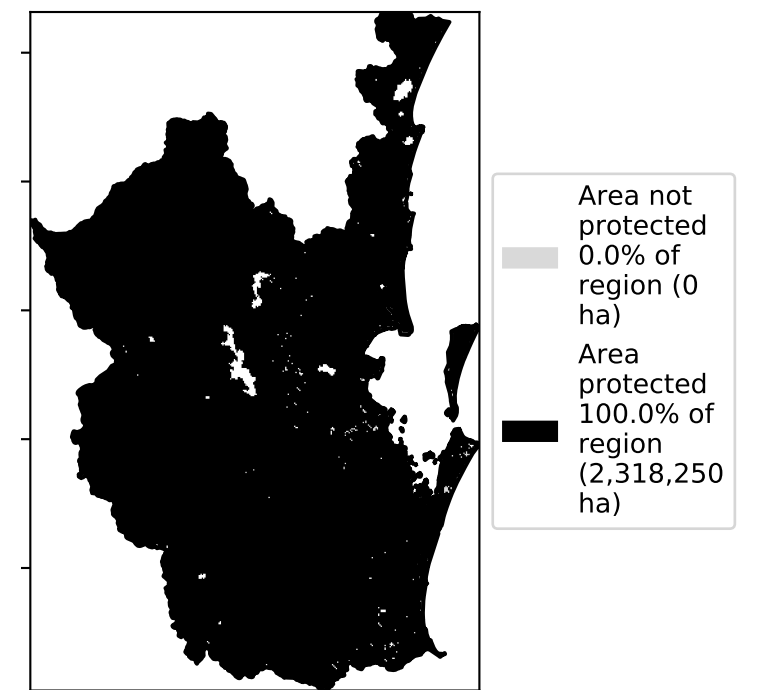 Area not
protected
0.0% of
region (0
ha)
Area
protected
100.0% of
region
(2,318,250
ha)